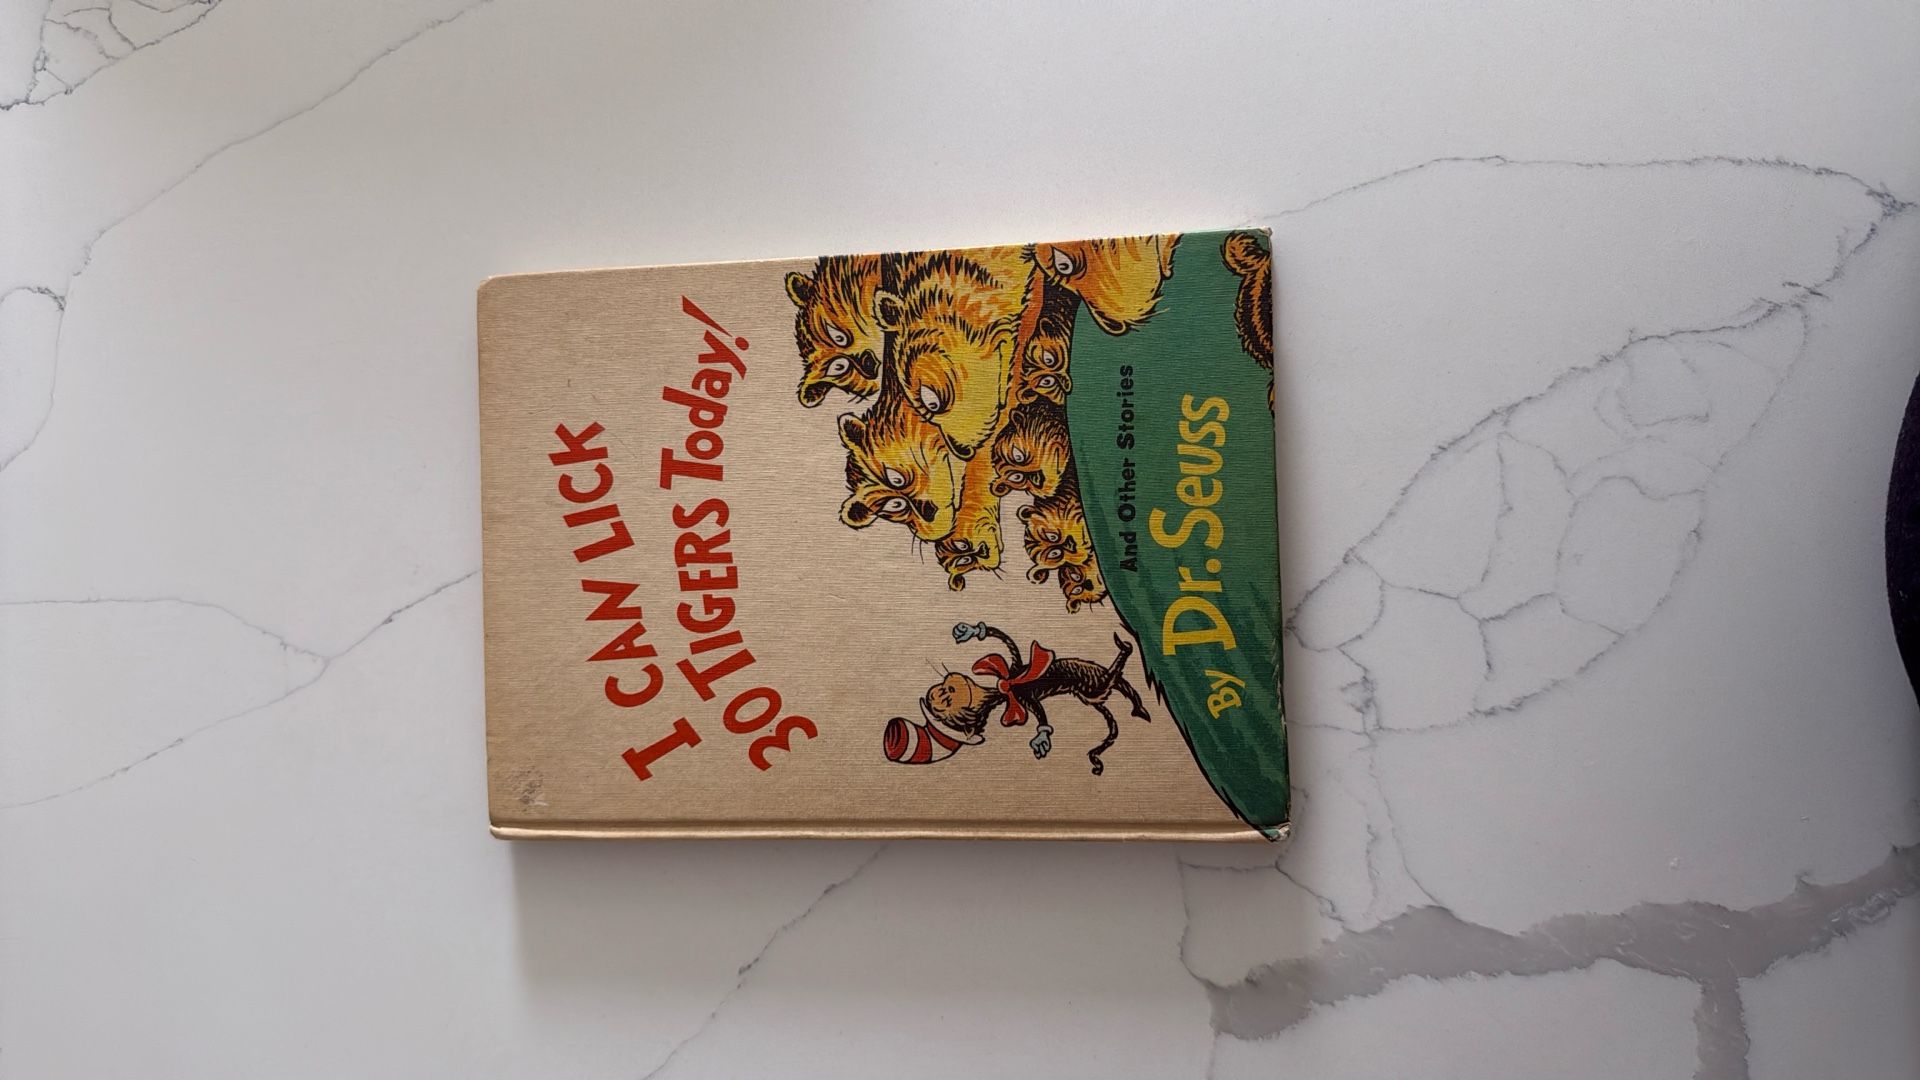 I CAN LICK
30 TIGERS Today!
And Other Stories
By Dr. Seuss